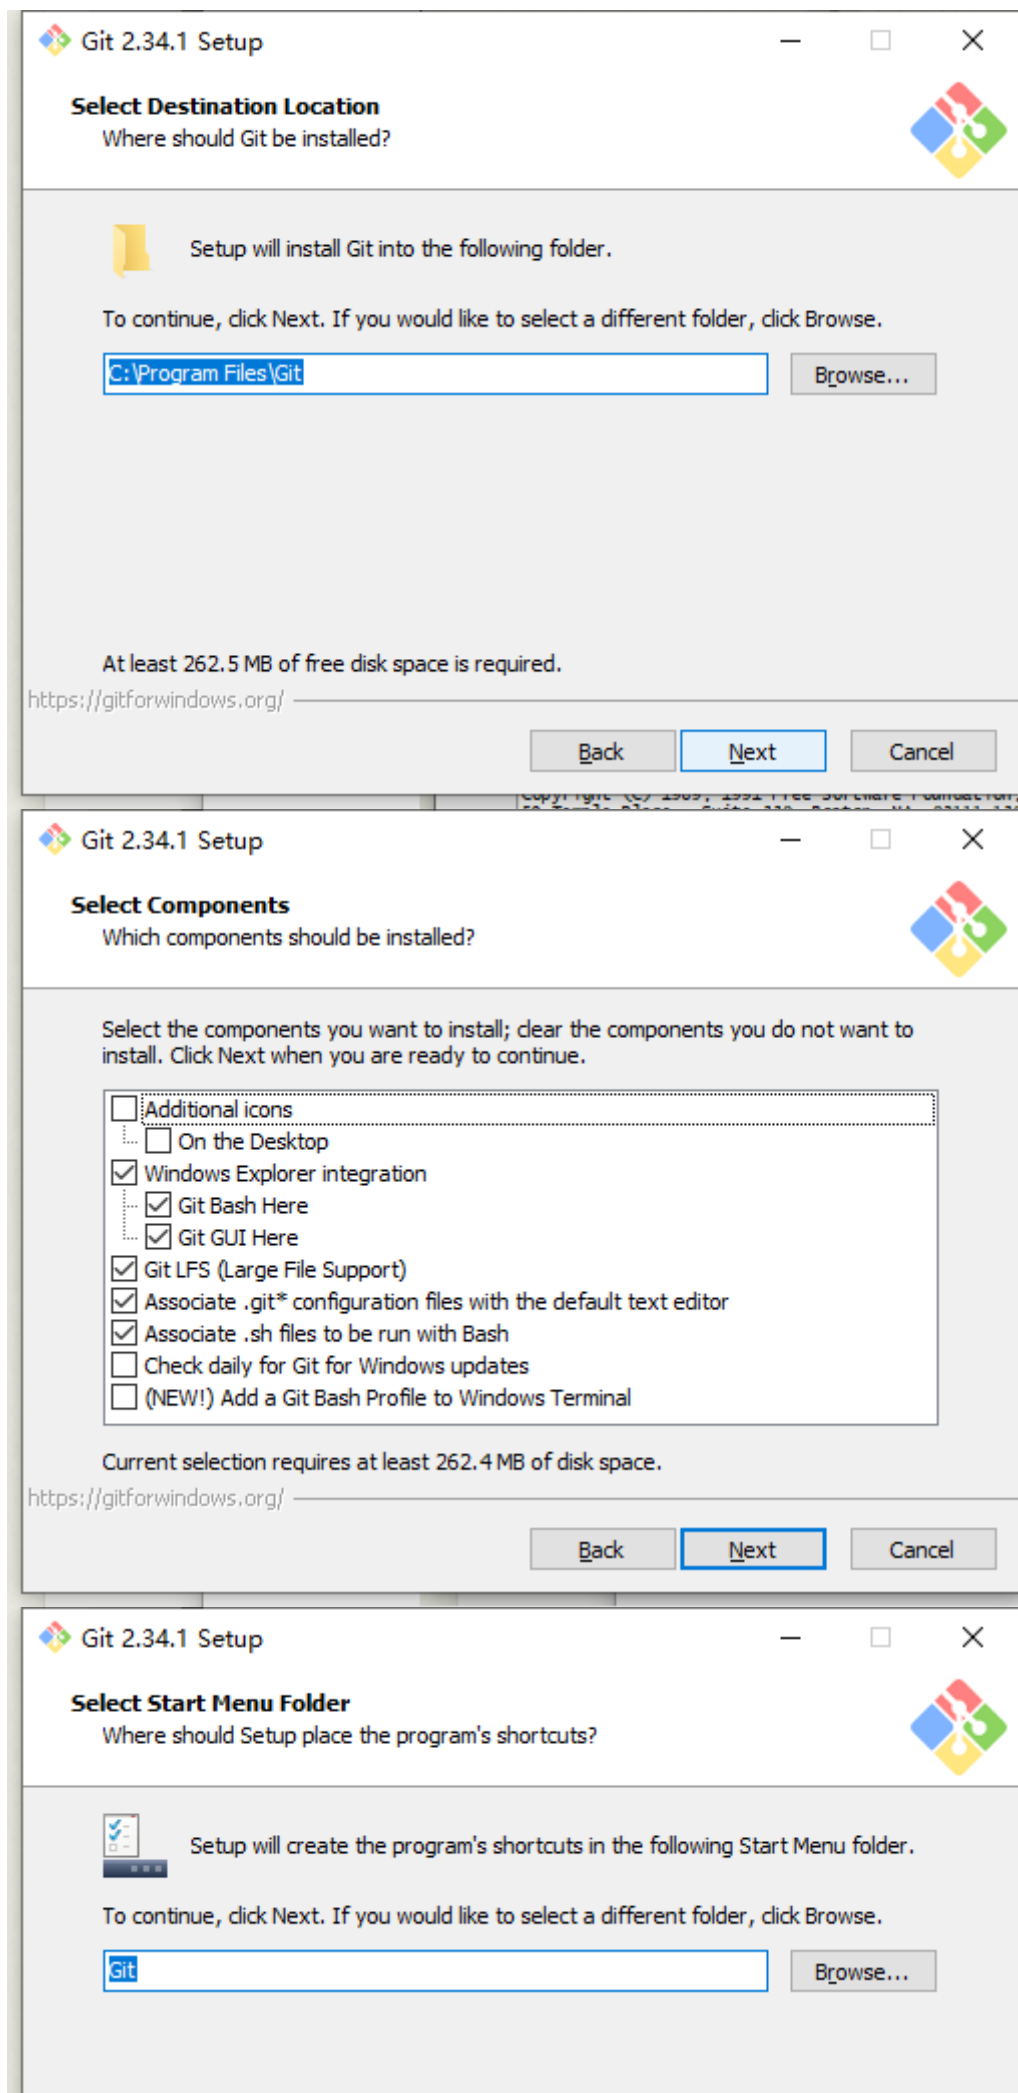 Git 2.34.1 Setup
Select Destination Location
Where should Git be installed?
Setup will install Git into the following folder.
To continue, click Next. If you would like to select a different folder, click Browse.
C:\Program Files\Git
Browse...
At least 262.5 MB of free disk space is required.
https://gitforwindows.org/
Back Next Cancel
Copyright (C) 1989, 1991 Free Software Foundation,
Git 2.34.1 Setup
Select Components
Which components should be installed?
Select the components you want to install; clear the components you do not want to
install. Click Next when you are ready to continue.
Additional icons
On the Desktop
Windows Explorer integration
Git Bash Here
Git GUI Here
Git LFS (Large File Support)
Associate .git* configuration files with the default text editor
Associate .sh files to be run with Bash
Check daily for Git for Windows updates
(NEW!) Add a Git Bash Profile to Windows Terminal
Current selection requires at least 262.4 MB of disk space.
https://gitforwindows.org/
Back Next Cancel
Git 2.34.1 Setup
Select Start Menu Folder
Where should Setup place the program's shortcuts?
Setup will create the program's shortcuts in the following Start Menu folder.
To continue, click Next. If you would like to select a different folder, click Browse.
Git
Browse...